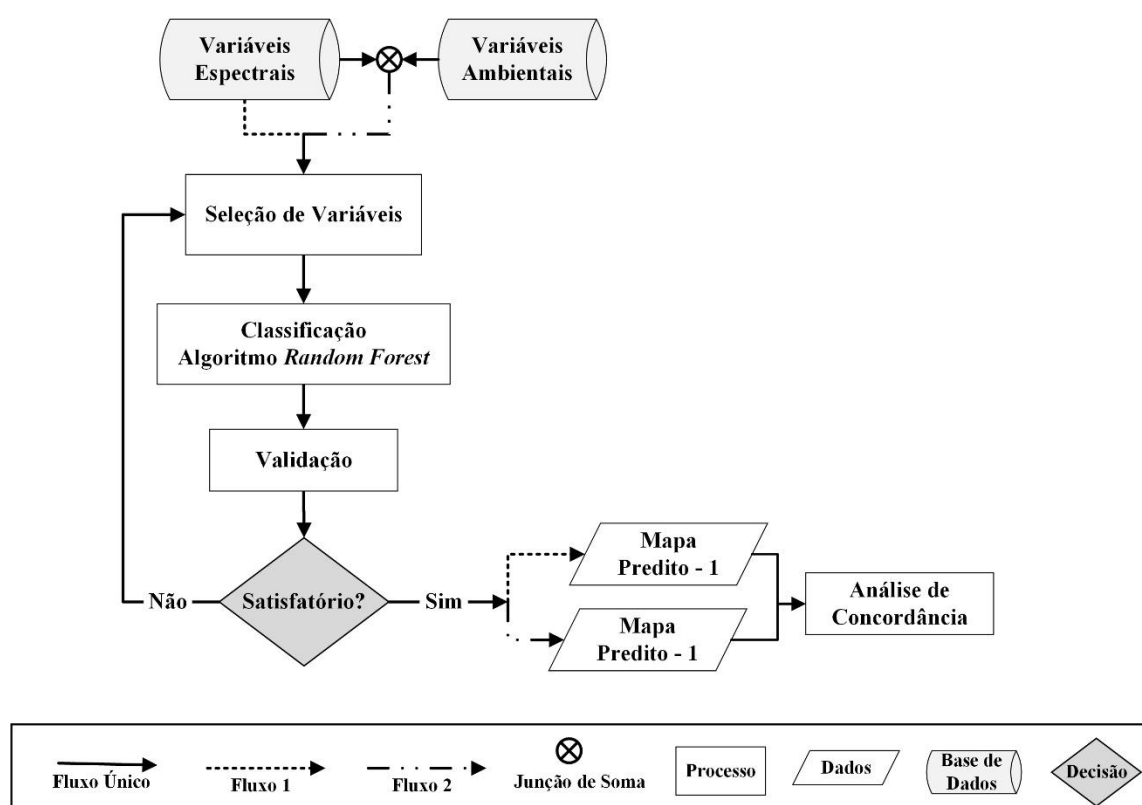 Variáveis
Espectrais
Variáveis
Ambientais
Seleção de Variáveis
Classificação
Algoritmo Random Forest
Validação
Satisfatório?
Não
Sim
Mapa
Predito - 1
Mapa
Predito - 1
Análise de
Concordância
Fluxo Único
Fluxo 1
Fluxo 2
Junção de Soma
Processo
Dados
Base de
Dados
Decisão